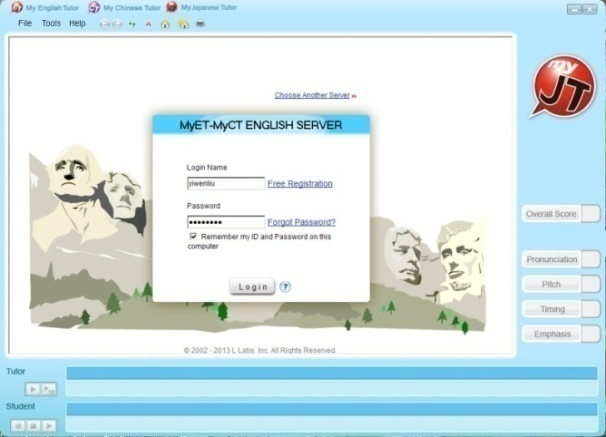 My English Tutor My Chinese Tutor My Japanese Tutor
File Tools Help
Choose Another Server
my
JT
MyET-MyCT ENGLISH SERVER
Login Name
yiwenliu Free Registration
Password
Forgot Password?
Remember my ID and Password on this
computer
Login ?
Overall Score
Pronunciation
Pitch
Timing
Emphasis
© 2002 - 2013 L Labs, Inc. All Rights Reserved.
Tutor
Student